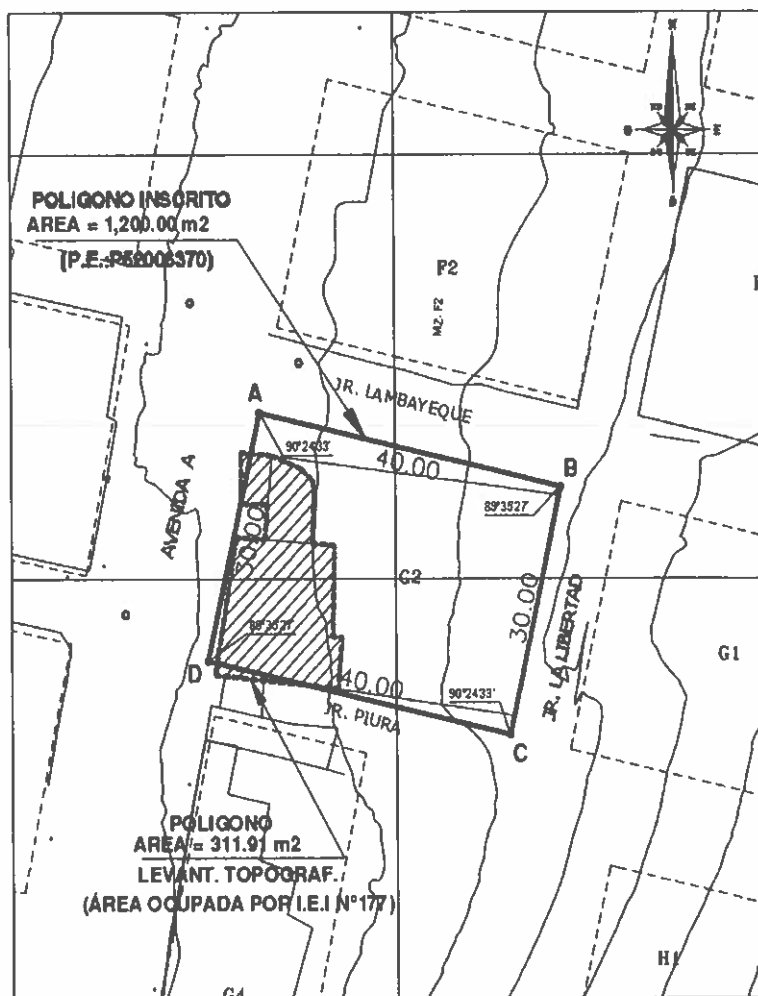 N
POLIGONO INSCRITO
AREA = 1,200.00 m2
(P.E.:P52006370)
F2
MZ. F2
JR. LAMBAYEQUE
A
90°24'33'
40.00
B
89°35'27'
AVENIDA A
30.00
G2
30.00
JR. LA LIBERTAD
89°35'27'
D
40.00
90°24'33'
JR. PIURA
C
G1
POLIGONO
AREA = 311.91 m2
LEVANT. TOPOGRAF.
(ÁREA OCUPADA POR I.E.I N°177)
H1
G4